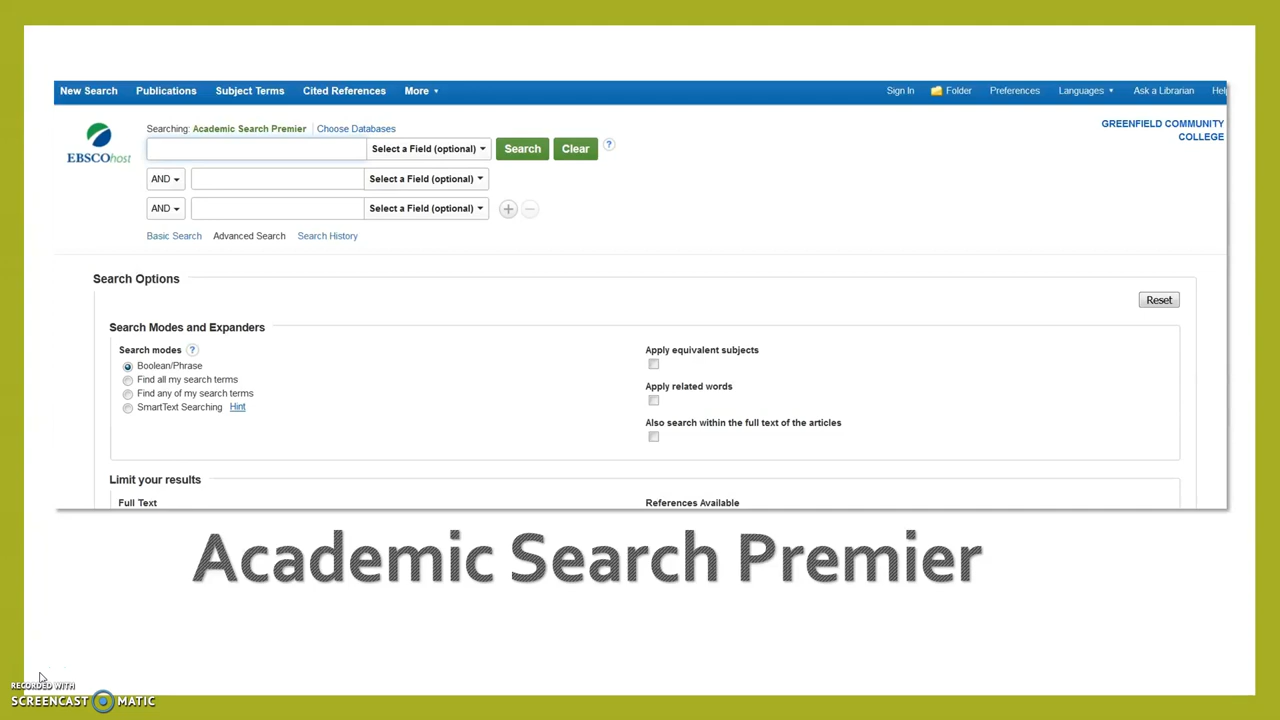 New Search Publications Subject Terms Cited References More Sign In Folder Preferences Languages Ask a Librarian
Searching: Academic Search Premier Choose Databases
GREENFIELD COMMUNITY
COLLEGE
EBSCOhost
Select a Field (optional) Search Clear ?
AND Select a Field (optional)
AND Select a Field (optional)
Basic Search Advanced Search Search History
Search Options
Reset
Search Modes and Expanders
Search modes ?
Boolean/Phrase
Find all my search terms
Find any of my search terms
SmartText Searching Hint
Apply equivalent subjects
Apply related words
Also search within the full text of the articles
Limit your results
Full Text References Available
Academic Search Premier
RECORDED WITH
SCREENCAST MATIC